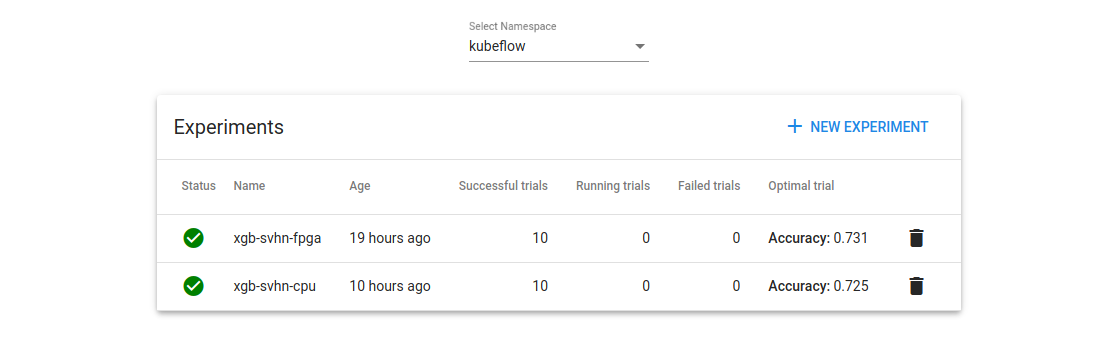 Select Namespace
kubeflow
Experiments
NEW EXPERIMENT
Status Name Age Successful trials Running trials Failed trials Optimal trial
xgb-svhn-fpga 19 hours ago 10 0 0 Accuracy: 0.731
xgb-svhn-cpu 10 hours ago 10 0 0 Accuracy: 0.725